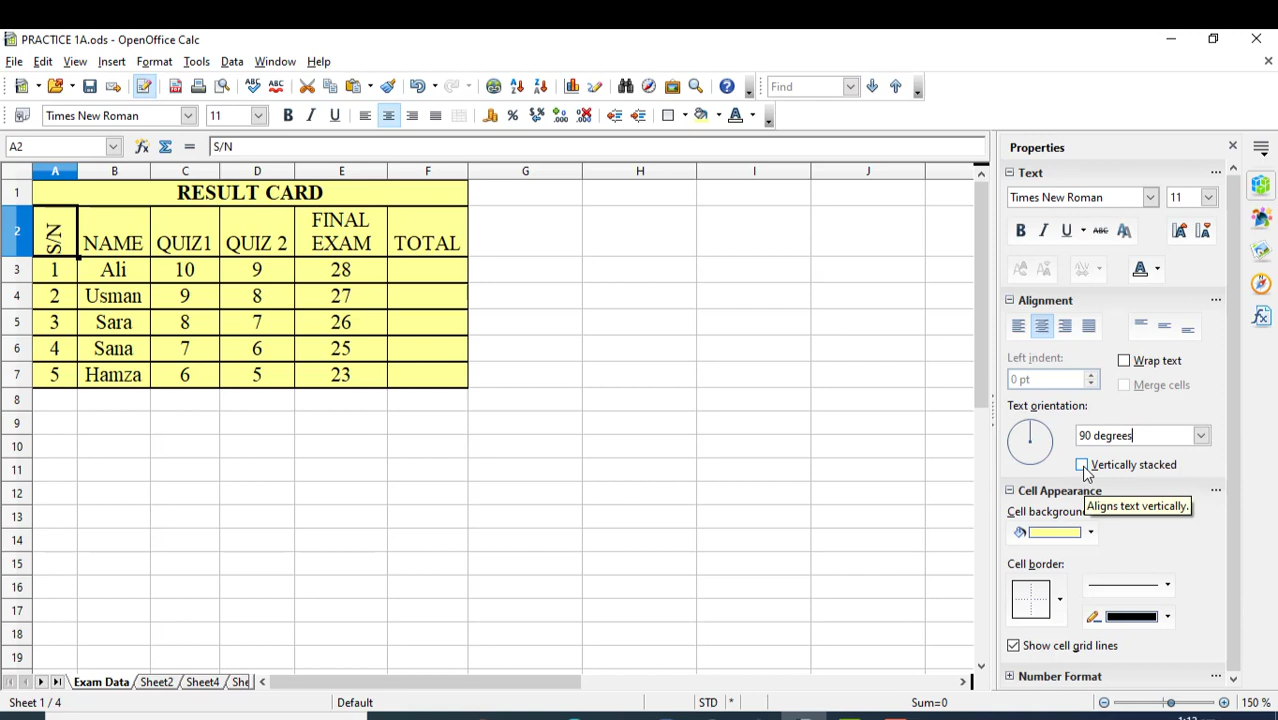 PRACTICE 1A.ods - OpenOffice Calc
File Edit View Insert Format Tools Data Window Help
Find
Times New Roman 11
A2 S/N
A B C D E F G H I J
1 RESULT CARD
2 S/N NAME QUIZ1 QUIZ 2 FINAL EXAM TOTAL
3 1 Ali 10 9 28
4 2 Usman 9 8 27
5 3 Sara 8 7 26
6 4 Sana 7 6 25
7 5 Hamza 6 5 23
8
9
10
11
12
13
14
15
16
17
18
19
Exam Data Sheet2 Sheet4 She
Sheet 1 / 4 Default STD * Sum=0 150 %
Properties
Text
Times New Roman 11
Alignment
Left indent:
Wrap text
0 pt Merge cells
Text orientation:
90 degrees
Vertically stacked
Cell Appearance
Aligns text vertically.
Cell background
Cell border:
Show cell grid lines
Number Format